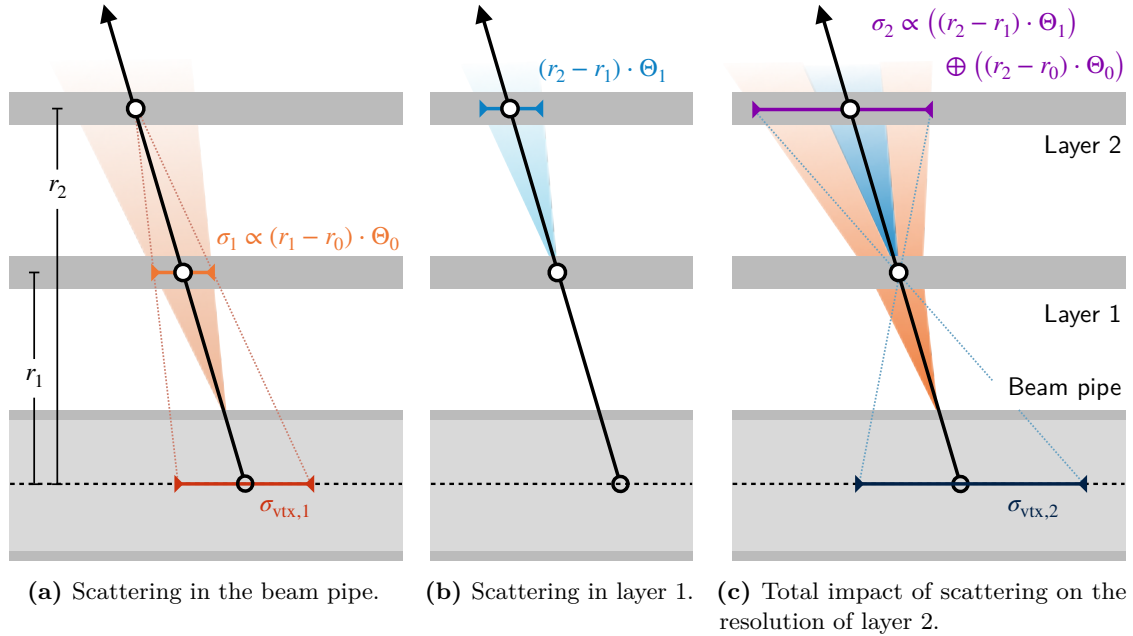 σ₂ ∝ ((r₂ − r₁) · Θ₁)
⊕ ((r₂ − r₀) · Θ₀)
(r₂ − r₁) · Θ₁
Layer 2
r₂
σ₁ ∝ (r₁ − r₀) · Θ₀
Layer 1
r₁
Beam pipe
σvtx,1
σvtx,2
(a) Scattering in the beam pipe.
(b) Scattering in layer 1.
(c) Total impact of scattering on the
resolution of layer 2.